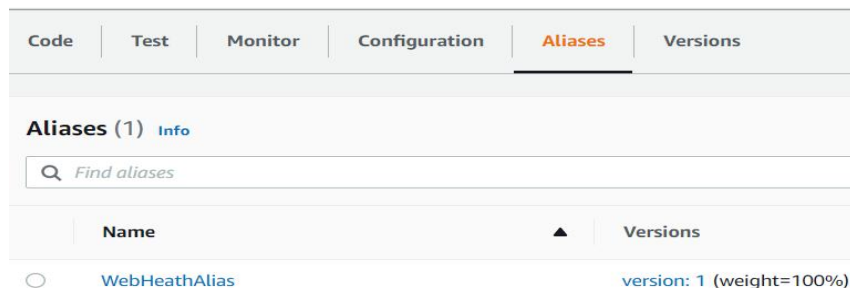 Code Test Monitor Configuration Aliases Versions
Aliases (1) Info
Find aliases
Name Versions
WebHeathAlias version: 1 (weight=100%)